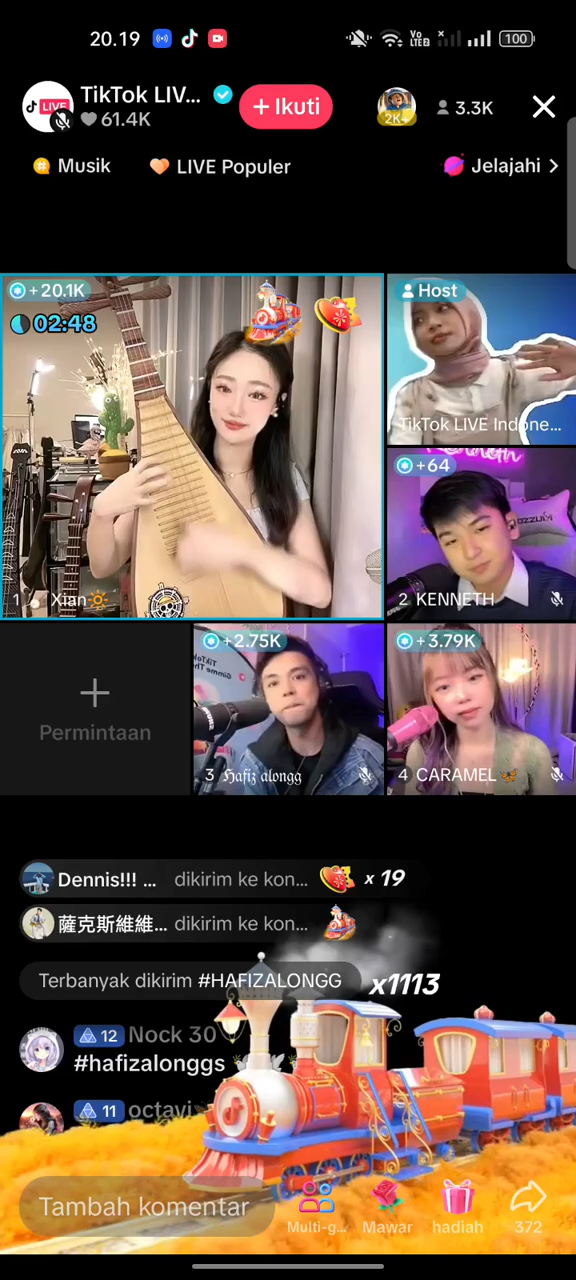 20.19
Vo
LTE2
100
LIVE
TikTok LIV...
+ Ikuti
61.4K
2K+
3.3K
Musik
LIVE Populer
Jelajahi
+20.1K
02:48
Host
TikTok LIVE Indone...
+64
2 KENNETH
1
Xian
Permintaan
+2.75K
3 ℌafiz alongg
+3.79K
4 CARAMEL
Dennis!!! ... dikirim ke kon... x 19
薩克斯維維... dikirim ke kon...
Terbanyak dikirim #HAFIZALONGG x1113
12 Nock 30
#hafizalonggs
11 octavi
Tambah komentar
Multi-g...
Mawar
hadiah
372